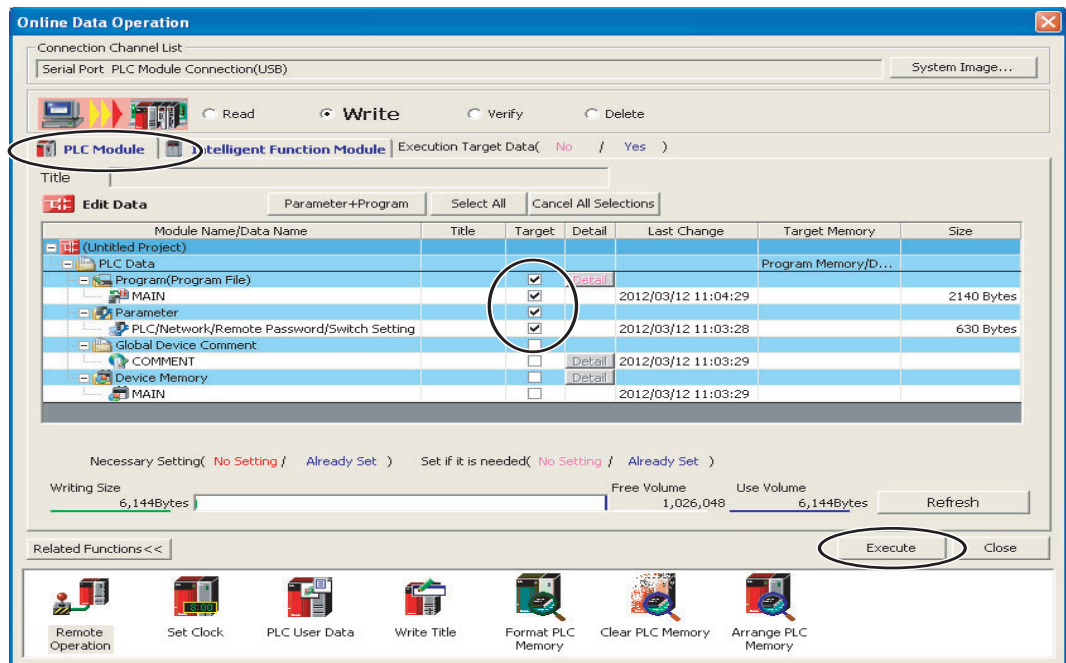 Online Data Operation
Connection Channel List
Serial Port PLC Module Connection(USB)
System Image...
Read Write Verify Delete
PLC Module Intelligent Function Module Execution Target Data( No / Yes )
Title
Edit Data Parameter+Program Select All Cancel All Selections
Module Name/Data Name Title Target Detail Last Change Target Memory Size
(Untitled Project)
PLC Data Program Memory/D...
Program(Program File) Detail
MAIN 2012/03/12 11:04:29 2140 Bytes
Parameter
PLC/Network/Remote Password/Switch Setting 2012/03/12 11:03:28 630 Bytes
Global Device Comment
COMMENT Detail 2012/03/12 11:03:29
Device Memory Detail
MAIN 2012/03/12 11:03:29
Necessary Setting( No Setting / Already Set ) Set if it is needed( No Setting / Already Set )
Writing Size Free Volume Use Volume
6,144Bytes 1,026,048 6,144Bytes Refresh
Related Functions<< Execute Close
8:00
Remote Operation
Set Clock
PLC User Data
Write Title
Format PLC Memory
Clear PLC Memory
Arrange PLC Memory